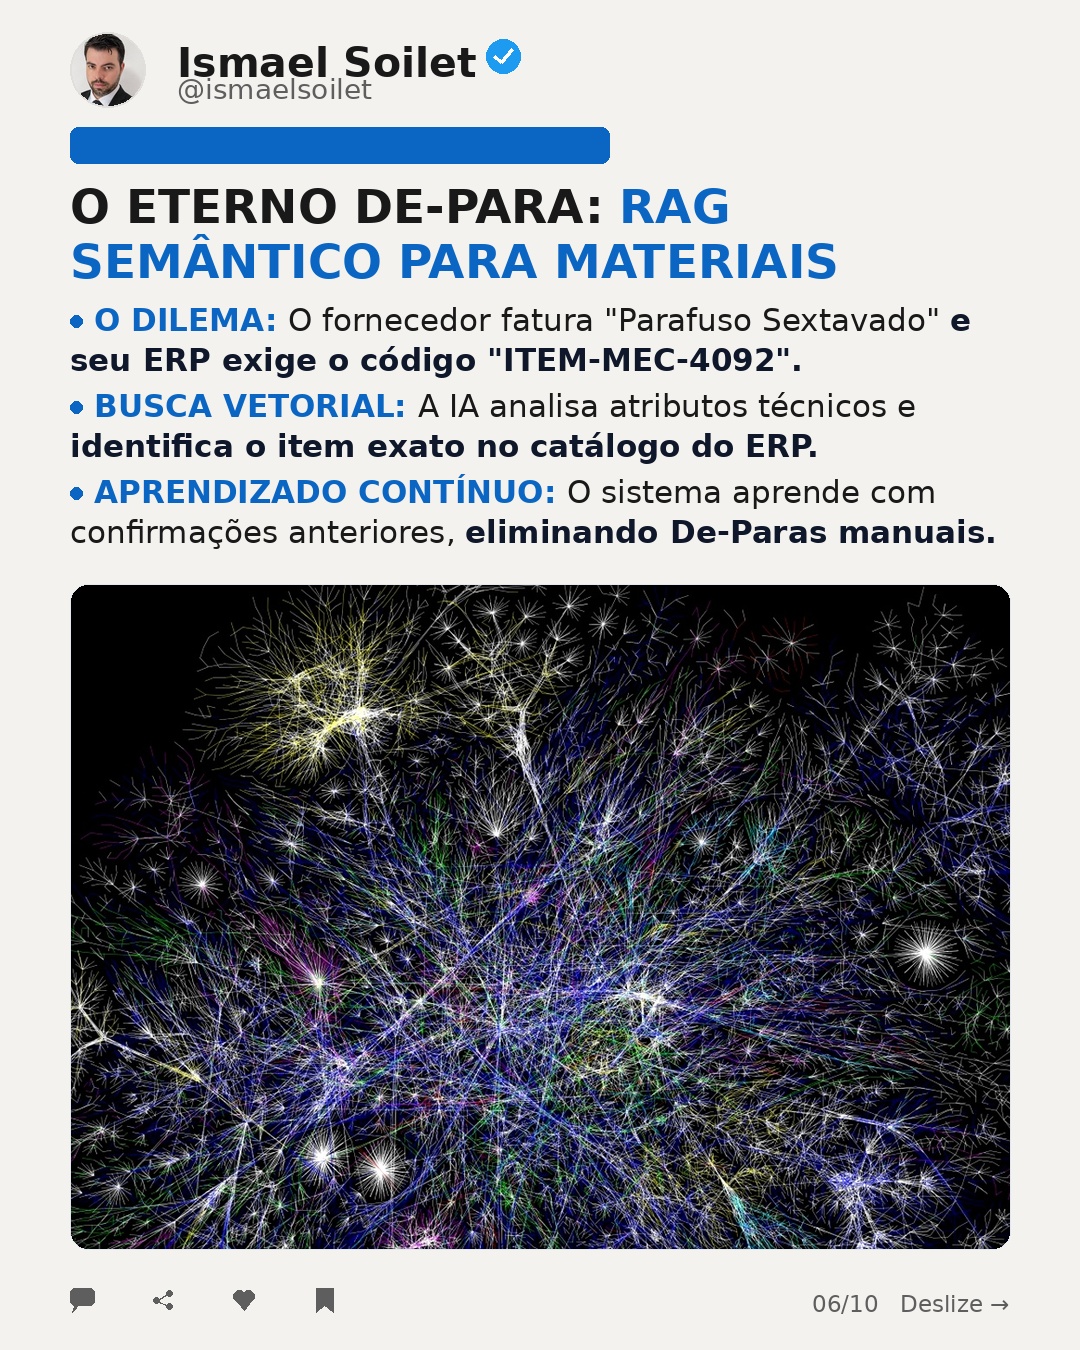 Ismael Soilet
@ismaelsoilet
O ETERNO DE-PARA: RAG
SEMÂNTICO PARA MATERIAIS
• O DILEMA: O fornecedor fatura "Parafuso Sextavado" e
seu ERP exige o código "ITEM-MEC-4092".
• BUSCA VETORIAL: A IA analisa atributos técnicos e
identifica o item exato no catálogo do ERP.
• APRENDIZADO CONTÍNUO: O sistema aprende com
confirmações anteriores, eliminando De-Paras manuais.
06/10 Deslize →